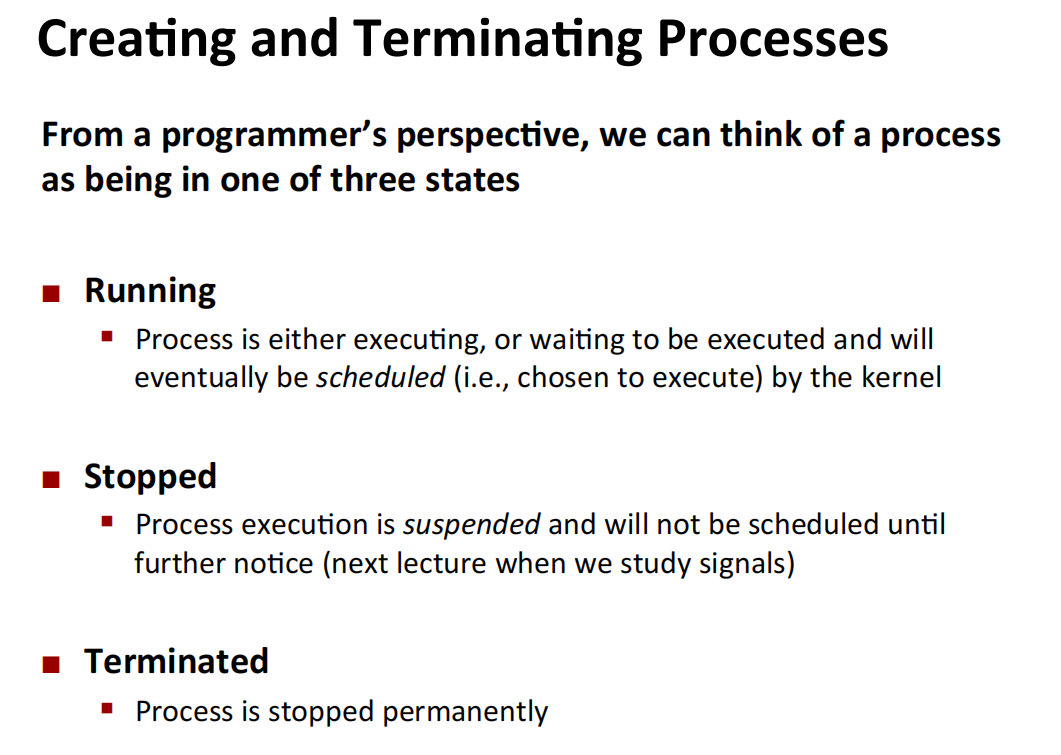 Creating and Terminating Processes
From a programmer’s perspective, we can think of a process
as being in one of three states
Running
Process is either executing, or waiting to be executed and will
eventually be scheduled (i.e., chosen to execute) by the kernel
Stopped
Process execution is suspended and will not be scheduled until
further notice (next lecture when we study signals)
Terminated
Process is stopped permanently